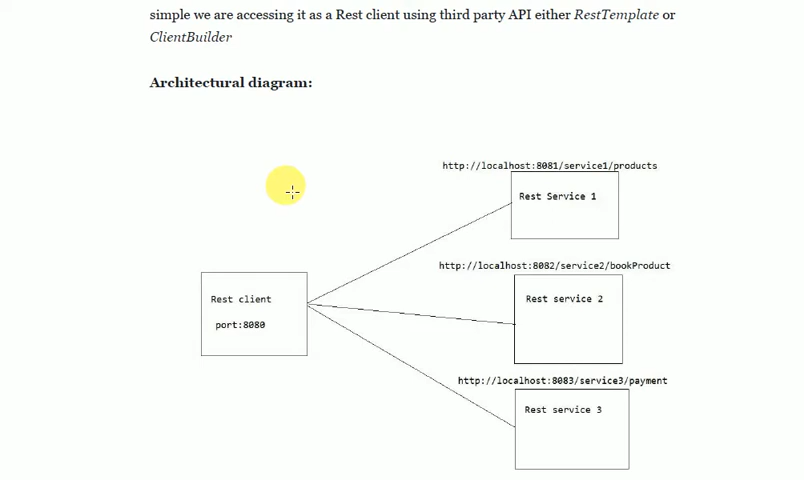 simple we are accessing it as a Rest client using third party API either RestTemplate or
ClientBuilder
Architectural diagram:
http://localhost:8081/service1/products
Rest Service 1
http://localhost:8082/service2/bookProduct
Rest client
port:8080
Rest service 2
http://localhost:8083/service3/payment
Rest service 3